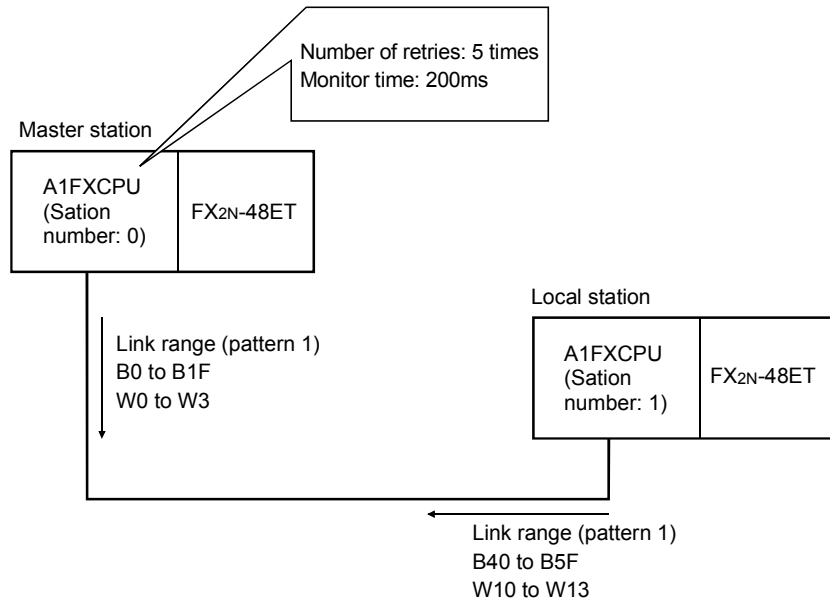 Number of retries: 5 times
Monitor time: 200ms
Master station
A1FXCPU
(Sation
number: 0)
FX2N-48ET
Link range (pattern 1)
B0 to B1F
W0 to W3
Local station
A1FXCPU
(Sation
number: 1)
FX2N-48ET
Link range (pattern 1)
B40 to B5F
W10 to W13